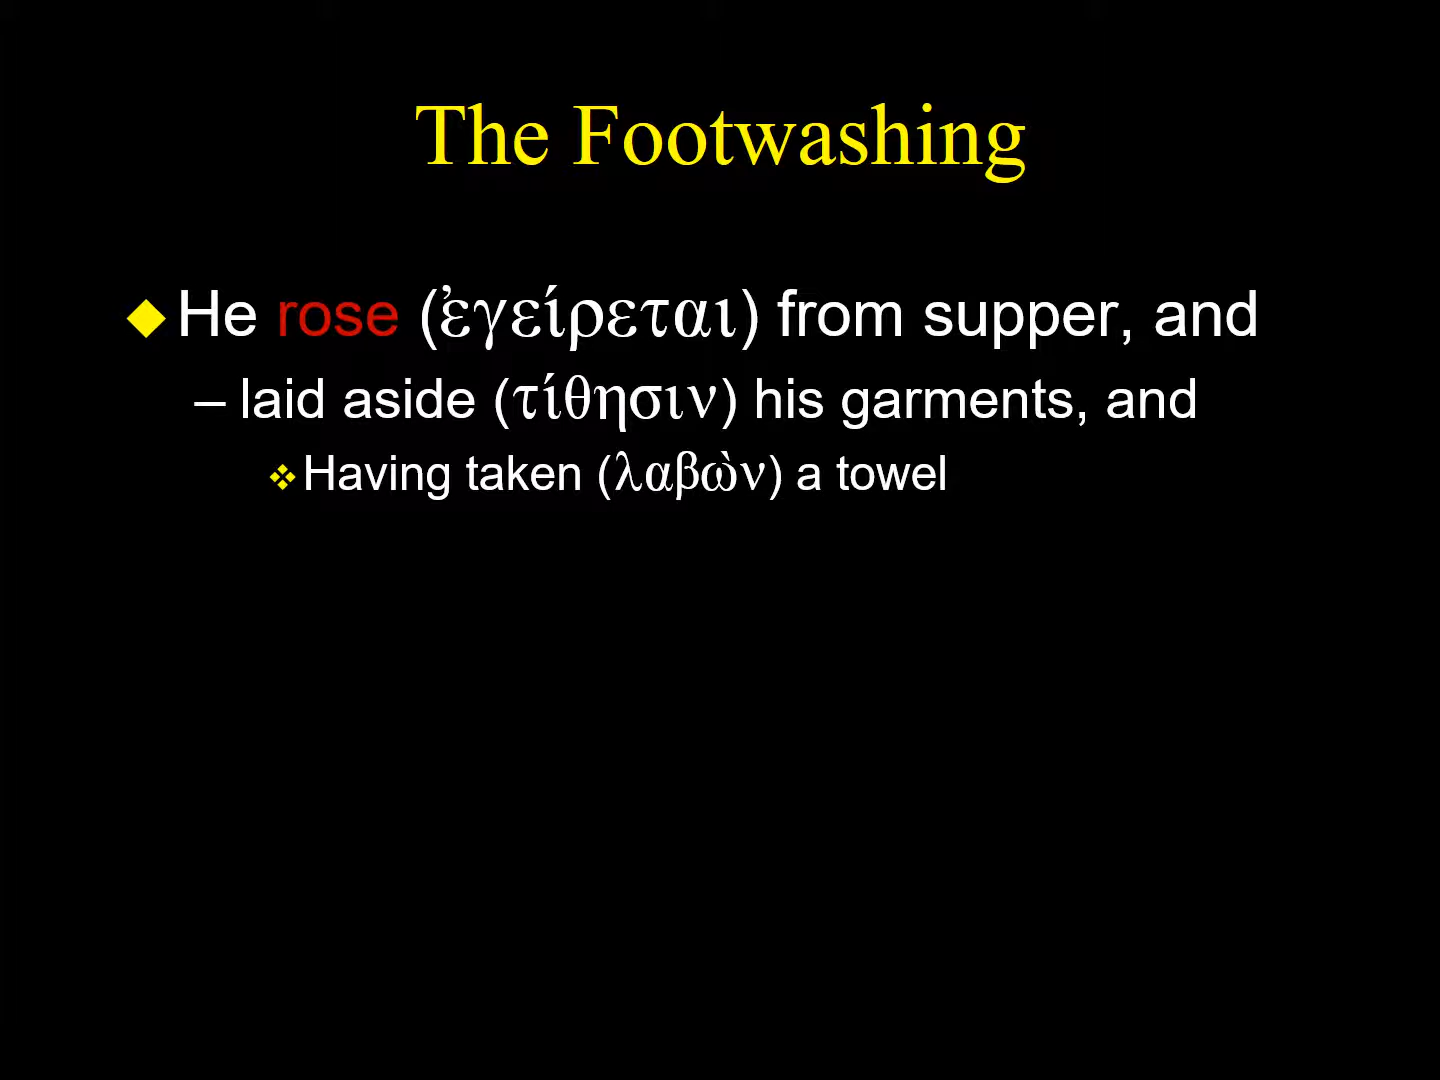 The Footwashing
He rose (ἐγείρεται) from supper, and
– laid aside (τίθησιν) his garments, and
Having taken (λαβὼν) a towel